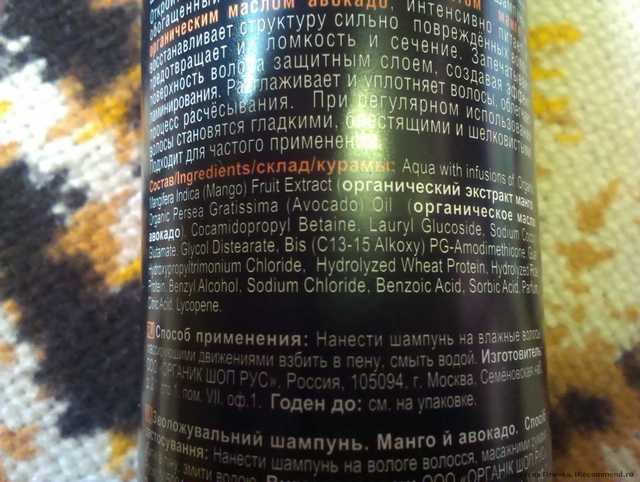 органическим маслом авокадо, интенсивно
восстанавливает структуру сильно повреждённых
предотвращает их ломкость и сечение.
поверхность волоса защитным слоем, создавая
ламинирования. Разглаживает и уплотняет волосы,
процесс расчёсывания. При регулярном
волосы становятся гладкими, блестящими и шелковистыми.
Подходит для частого применения.
Состав/Ingredients/склад/курамы: Aqua with infusions of Organic
Mangifera Indica (Mango) Fruit Extract (органический экстракт манго
Organic Persea Gratissima (Avocado) Oil (органическое масло
авокадо), Cocamidopropyl Betaine, Lauryl Glucoside, Sodium
Glutamate, Glycol Distearate, Bis (C13-15 Alkoxy) PG-Amodimethicone, Guar
Hydroxypropyltrimonium Chloride, Hydrolyzed Wheat Protein, Hydrolyzed Rice
Protein, Benzyl Alcohol, Sodium Chloride, Benzoic Acid, Sorbic Acid, Parfum
Citric Acid, Lycopene.
Способ применения: Нанести шампунь на влажные волосы
движениями взбить в пену, смыть водой. Изготовитель
ООО «ОРГАНИК ШОП РУС», Россия, 105094, г. Москва, Семёновская наб.
пом. VII, оф.1. Годен до: см. на упаковке.
Зволожувальний шампунь. Манго й авокадо. Спосіб
застосування: Нанести шампунь на вологе волосся, масажними
змити водою. ООО «ОРГАНІК ШОП
iRecommend.ru